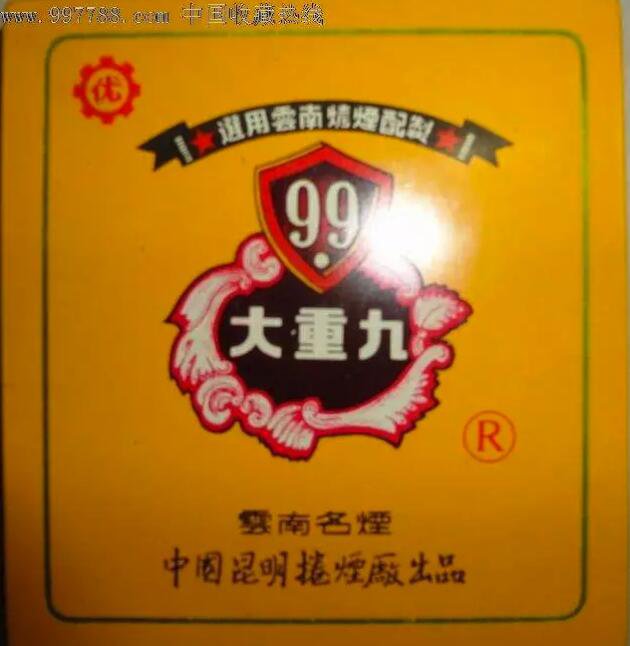 www.997788.com 中国收藏热线
优
選用雲南烤煙配製
99
大重九
®
雲南名煙
中国昆明捲煙廠出品